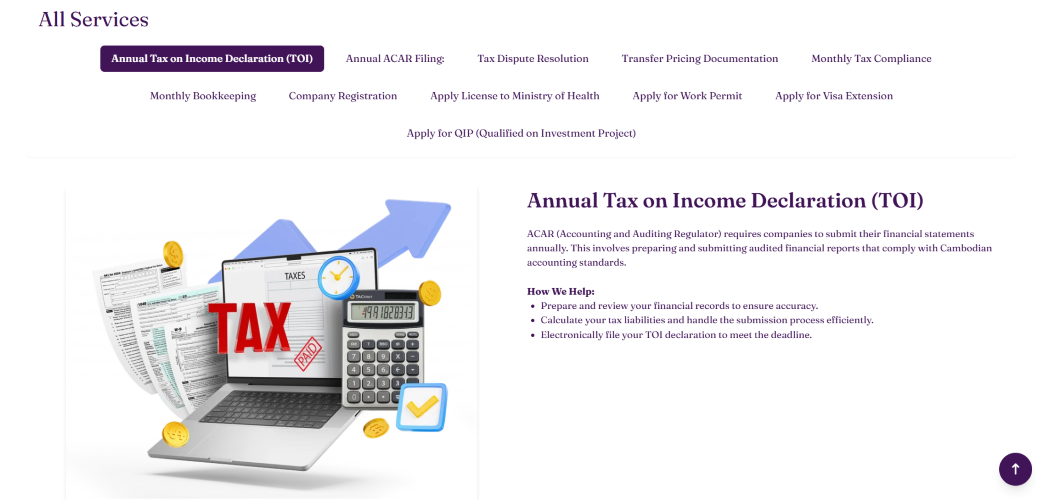 All Services
Annual Tax on Income Declaration (TOI)
Annual ACAR Filing:
Tax Dispute Resolution
Transfer Pricing Documentation
Monthly Tax Compliance
Monthly Bookkeeping
Company Registration
Apply License to Ministry of Health
Apply for Work Permit
Apply for Visa Extension
Apply for QIP (Qualified on Investment Project)
TAXES
TAX
PAID
Annual Tax on Income Declaration (TOI)
ACAR (Accounting and Auditing Regulator) requires companies to submit their financial statements
annually. This involves preparing and submitting audited financial reports that comply with Cambodian
accounting standards.
How We Help:
Prepare and review your financial records to ensure accuracy.
Calculate your tax liabilities and handle the submission process efficiently.
Electronically file your TOI declaration to meet the deadline.